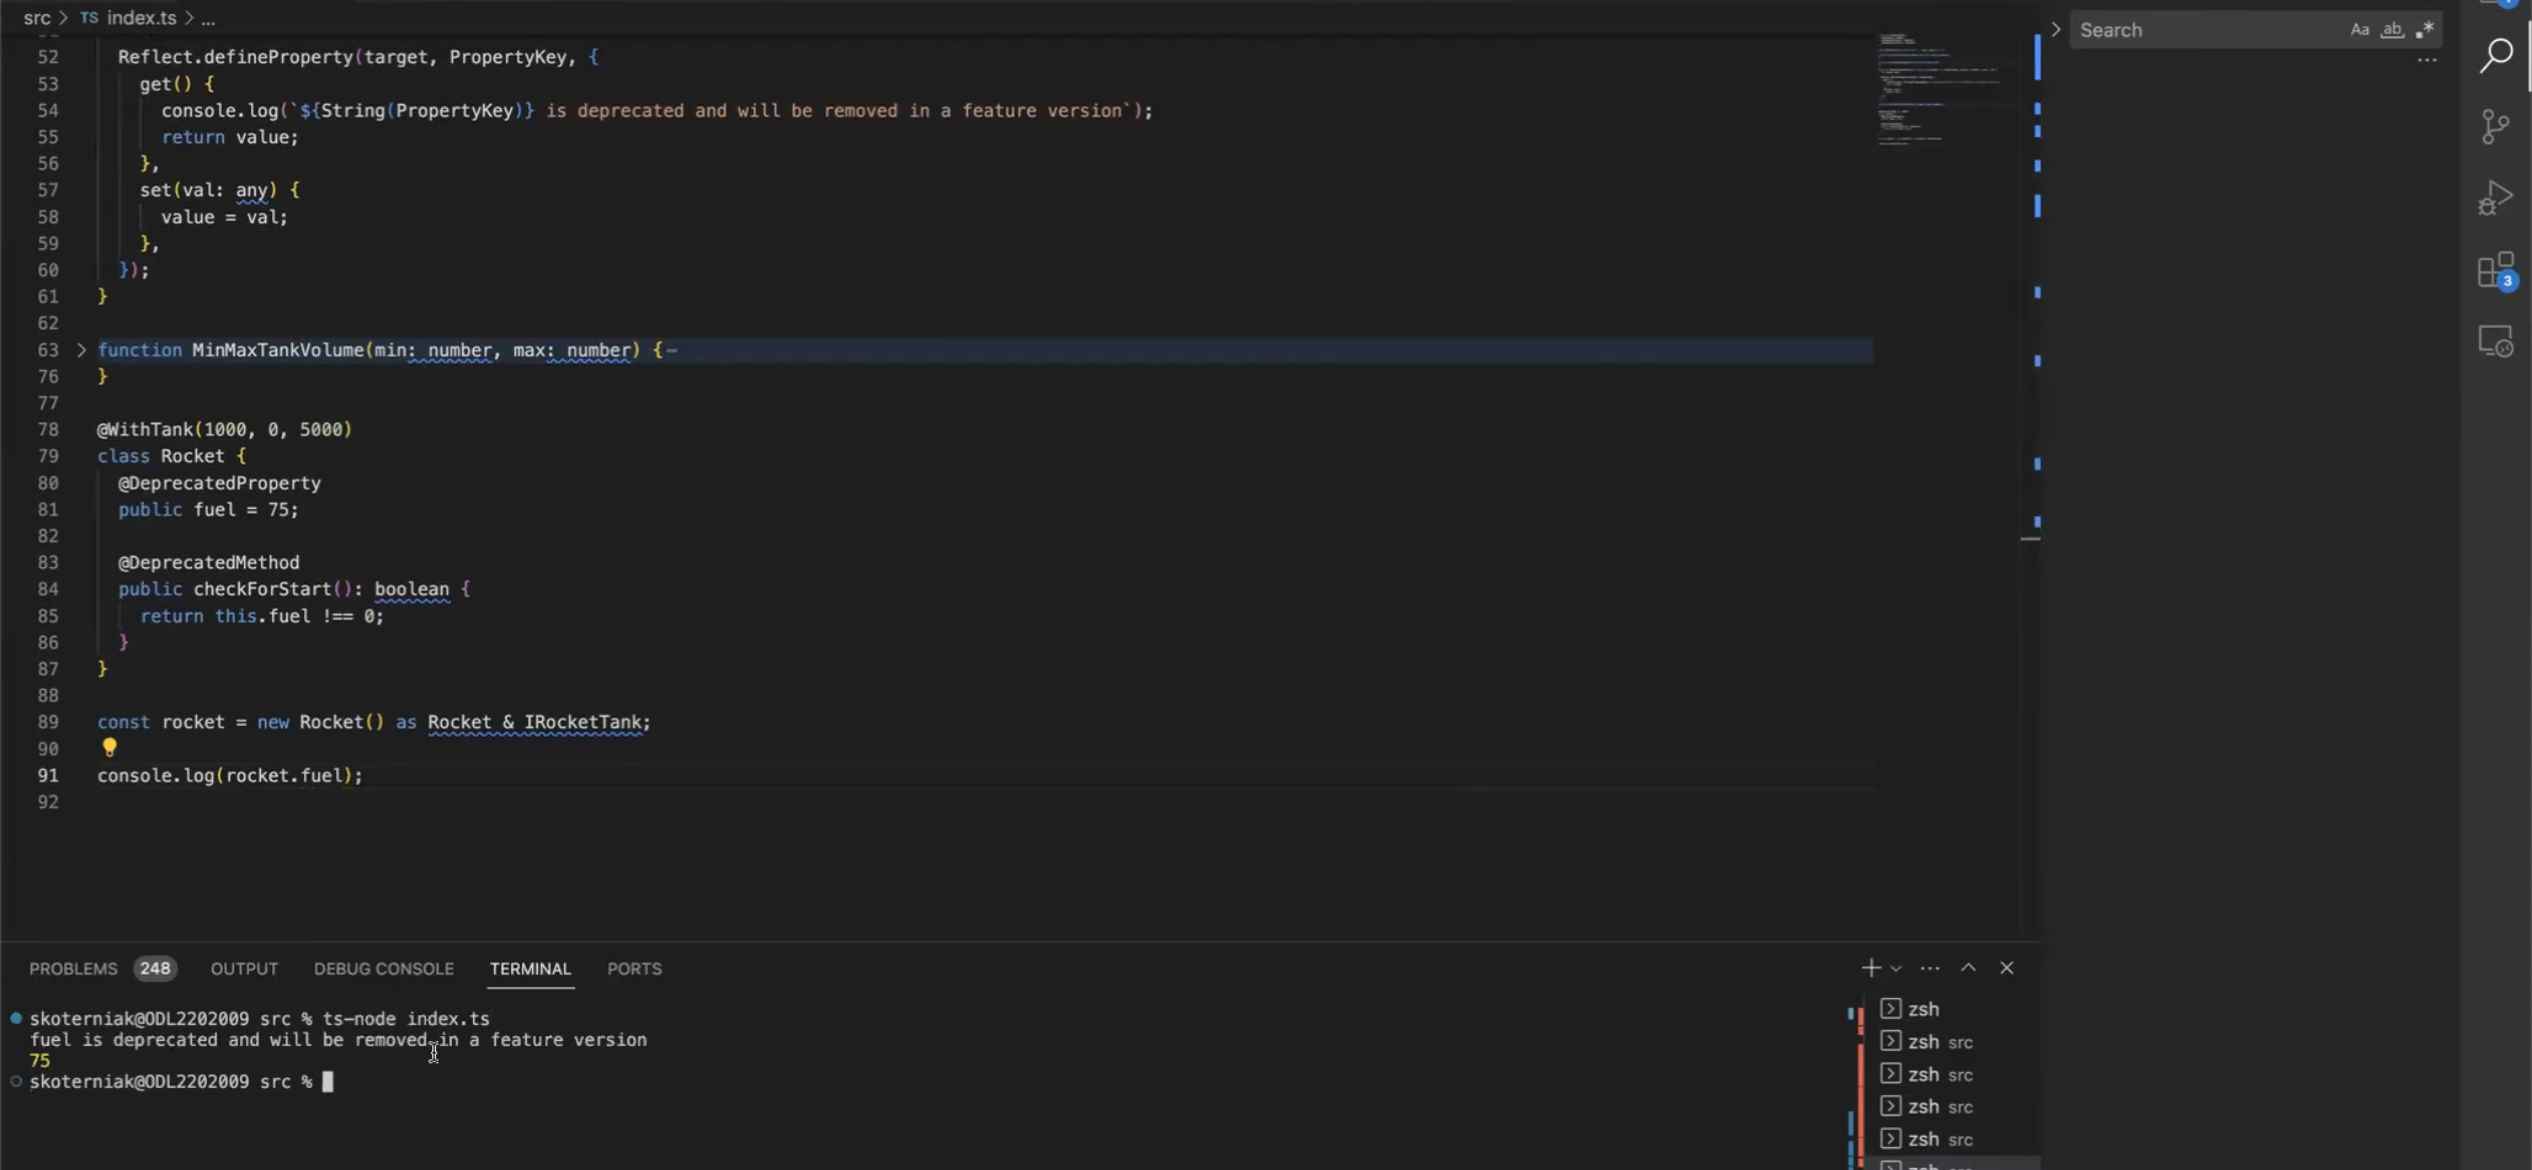 src > TS index.ts > ...
52 Reflect.defineProperty(target, PropertyKey, {
53 get() {
54 console.log(`${String(PropertyKey)} is deprecated and will be removed in a feature version`);
55 return value;
56 },
57 set(val: any) {
58 value = val;
59 },
60 });
61 }
62
63 function MinMaxTankVolume(min: number, max: number) {
76 }
77
78 @WithTank(1000, 0, 5000)
79 class Rocket {
80 @DeprecatedProperty
81 public fuel = 75;
82
83 @DeprecatedMethod
84 public checkForStart(): boolean {
85 return this.fuel !== 0;
86 }
87 }
88
89 const rocket = new Rocket() as Rocket & IRocketTank;
90
91 console.log(rocket.fuel);
92
Search Aa ab .*
...
3
PROBLEMS 248 OUTPUT DEBUG CONSOLE TERMINAL PORTS
skoterniak@ODL2202009 src % ts-node index.ts
fuel is deprecated and will be removed in a feature version
75
skoterniak@ODL2202009 src %
zsh
zsh src
zsh src
zsh src
zsh src